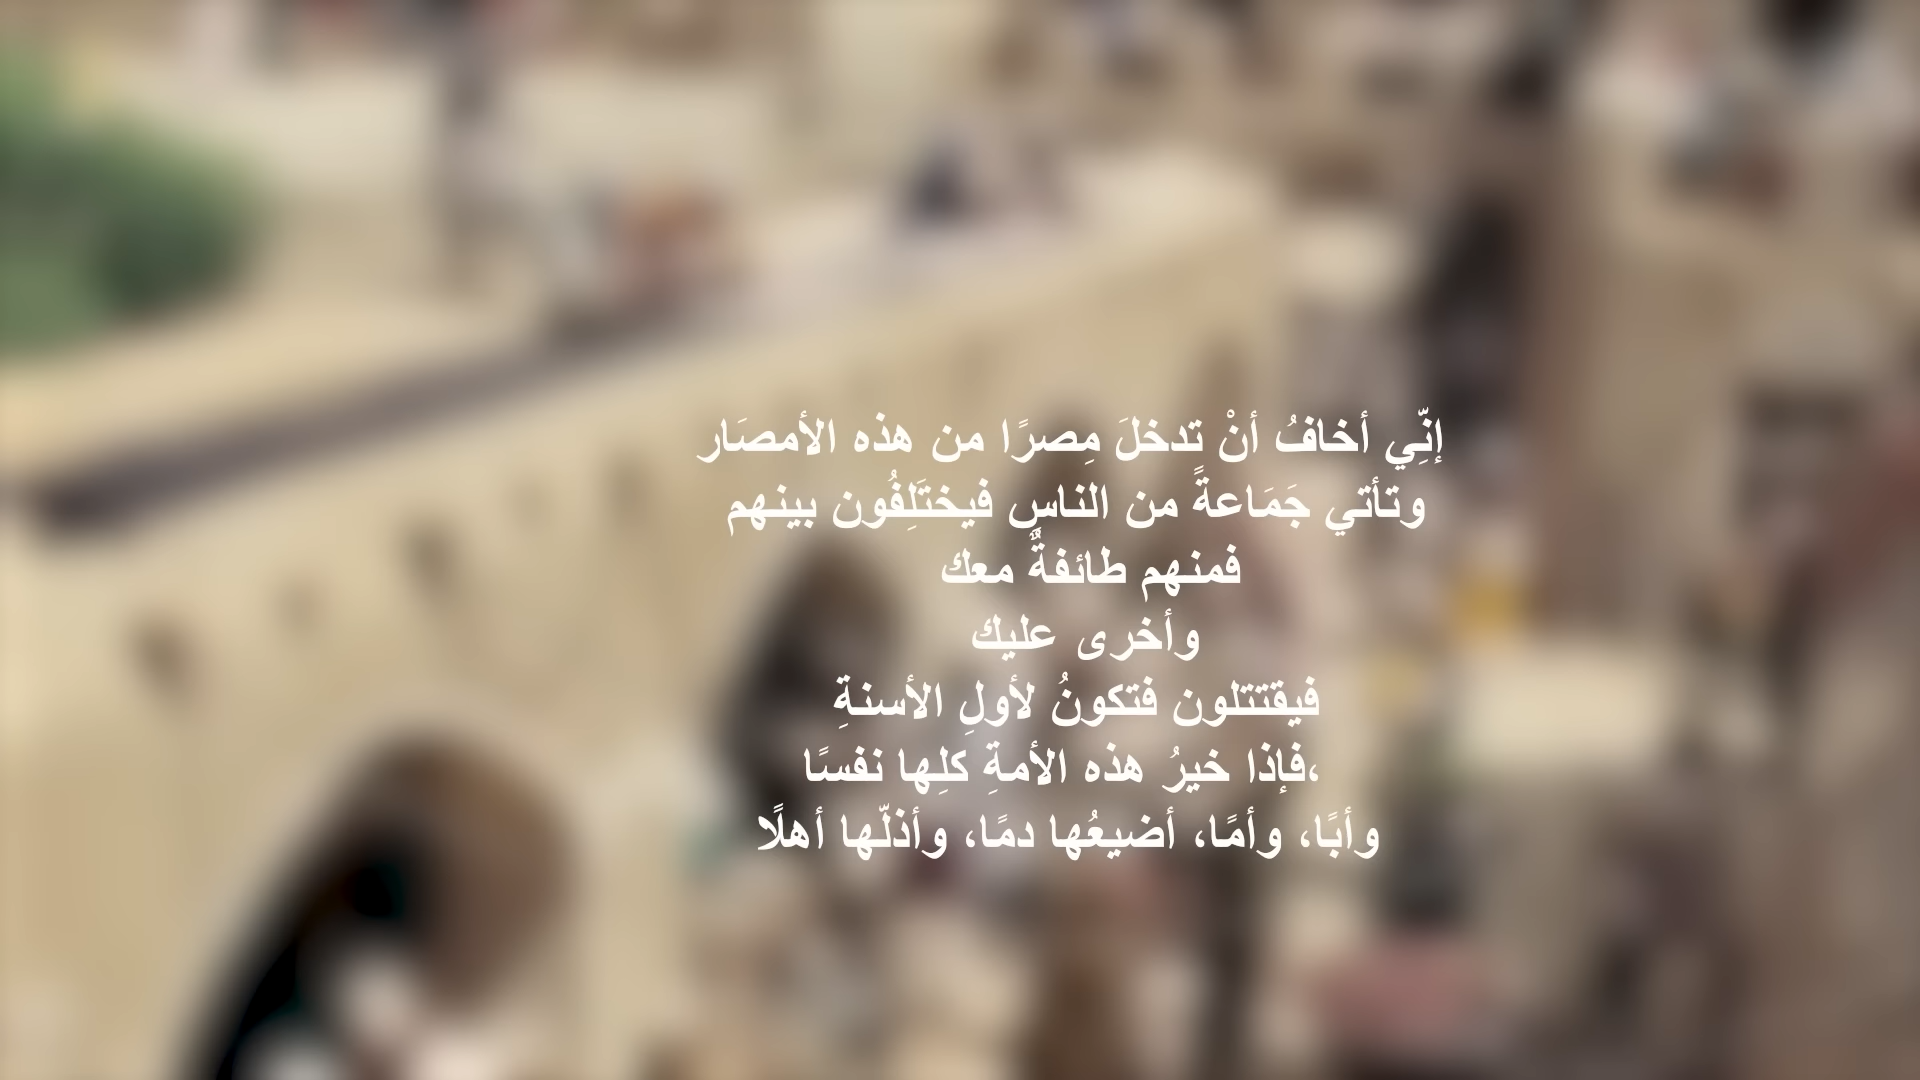 إنِّي أخافُ أنْ تدخلَ مِصرًا من هذه الأمصَار
وتأتي جَمَاعةً من الناسِ فيختَلِفُون بينهم
فمنهم طائفةٌ معك
وأخرى عليك
فيقتتلون فتكونُ لأولِ الأسنةِ
،فإذا خيرُ هذه الأمةِ كلِها نفسًا
وأبًا، وأمًا، أضيعُها دمًا، وأذلّها أهلًا